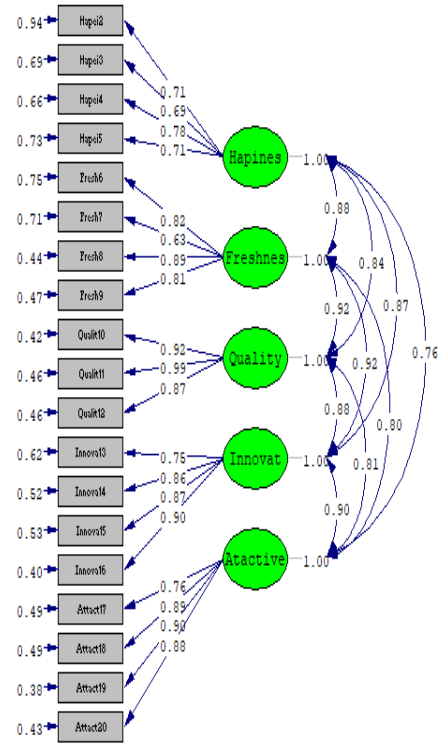 0.94 Hapei2
0.69 Hapei3
0.71
0.66 Hapei4
0.69
0.78
0.73 Hapei5
0.71
Hapines 1.00
0.75 Fresh6
0.88
0.71 Fresh7
0.82
0.63
0.44 Fresh8
0.89
Freshnes 1.00
0.84
0.47 Fresh9
0.81
0.87
0.42 Qualit10
0.92
0.92
0.46 Qualit11
0.99
Quality 1.00
0.92
0.76
0.46 Qualit12
0.87
0.88
0.80
0.62 Innova13
0.75
Innovat 1.00
0.81
0.52 Innova14
0.86
0.87
0.53 Innova15
0.90
0.90
0.40 Innova16
Atactive 1.00
0.49 Attact17
0.76
0.89
0.49 Attact18
0.90
0.88
0.38 Attact19
0.43 Attact20